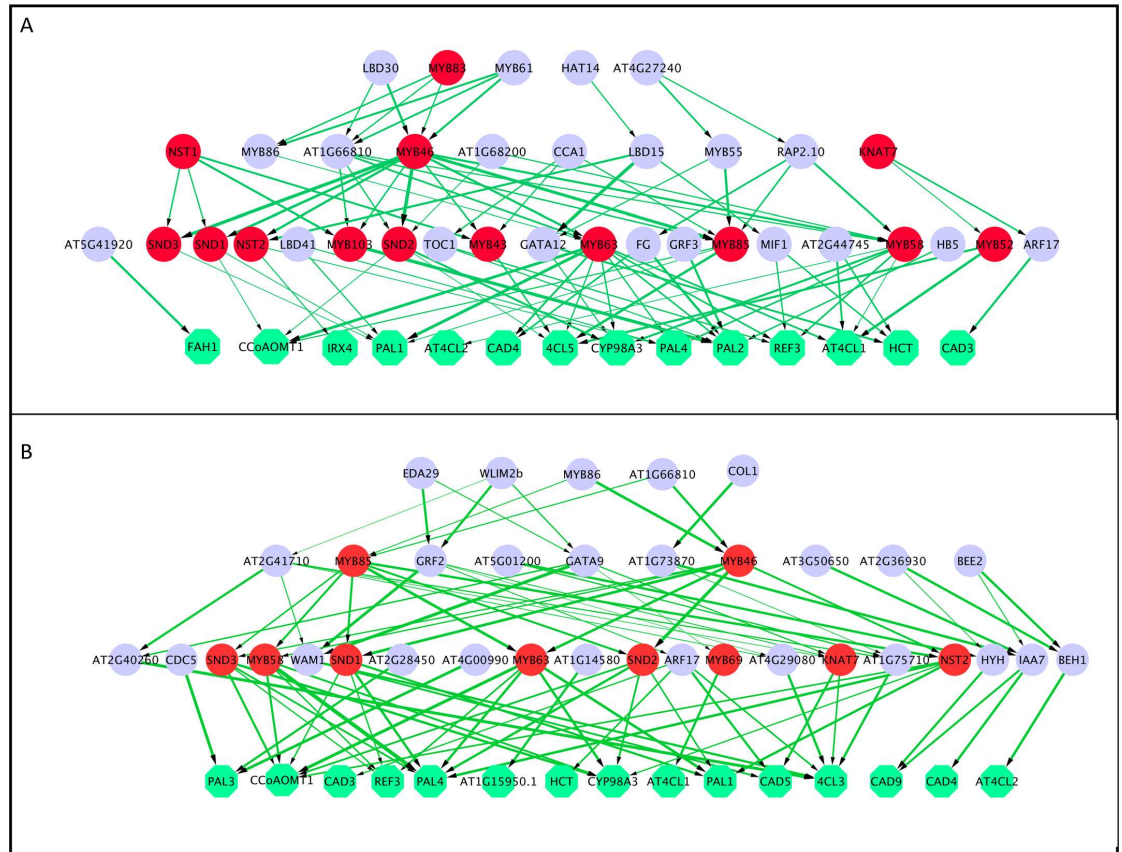 A
LBD30 MYB83 MYB61 HAT14 AT4G27240
NST1 MYB86 AT1G66810 MYB46 AT1G68200 CCA1 LBD15 MYB55 RAP2.10 KNAT7
AT5G41920 SND3 SND1 NST2 LBD41 MYB103 SND2 TOC1 MYB43 GATA12 MYB63 FG GRF3 MYB85 MIF1 AT2G44745 MYB58 HB5 MYB52 ARF17
FAH1 CCoAOMT1 IRX4 PAL1 AT4CL2 CAD4 4CL5 CYP98A3 PAL4 PAL2 REF3 AT4CL1 HCT CAD3
B
EDA29 WLIM2b MYB86 AT1G66810 COL1
AT2G41710 MYB85 GRF2 AT5G01200 GATA9 AT1G73870 MYB46 AT3G50650 AT2G36930 BEE2
AT2G40260 CDC5 SND3 MYB58 WAM1 SND1 AT2G28450 AT4G00990 MYB63 AT1G14580 SND2 ARF17 MYB69 AT4G29080 KNAT7 AT1G75710 NST2 HYH IAA7 BEH1
PAL3 CCoAOMT1 CAD3 REF3 PAL4 AT1G15950.1 HCT CYP98A3 AT4CL1 PAL1 CAD5 4CL3 CAD9 CAD4 AT4CL2